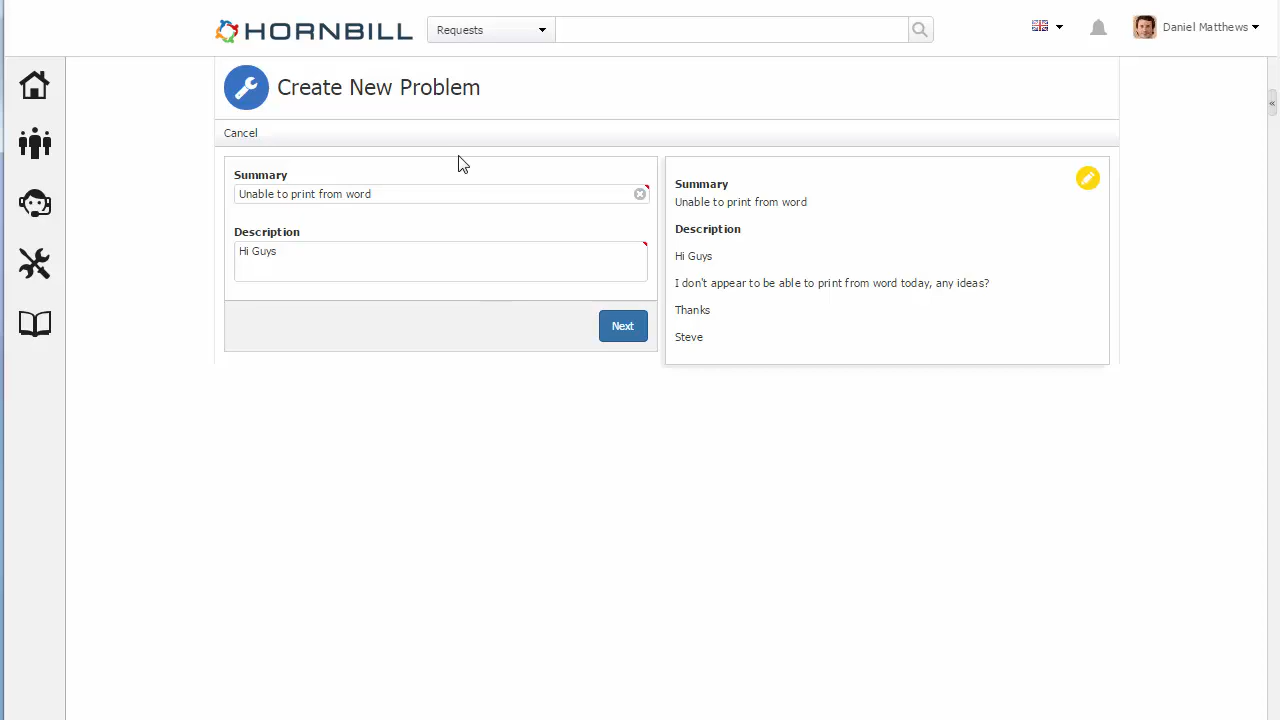 HORNBILL
Requests
Daniel Matthews
Create New Problem
Cancel
Summary
Unable to print from word
Description
Hi Guys
Next
Summary
Unable to print from word
Description
Hi Guys
I don't appear to be able to print from word today, any ideas?
Thanks
Steve
«